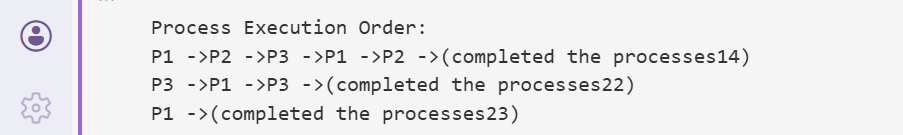 Process Execution Order:
P1 ->P2 ->P3 ->P1 ->P2 ->(completed the processes14)
P3 ->P1 ->P3 ->(completed the processes22)
P1 ->(completed the processes23)